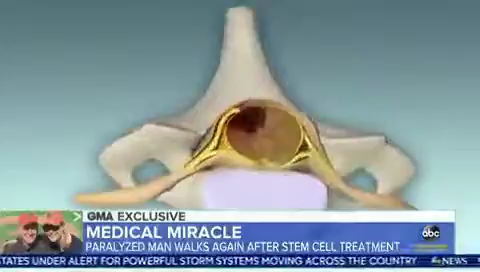 GMA EXCLUSIVE
MEDICAL MIRACLE
PARALYZED MAN WALKS AGAIN AFTER STEM CELL TREATMENT
abc
STATES UNDER ALERT FOR POWERFUL STORM SYSTEMS MOVING ACROSS THE COUNTRY
abc NEWS